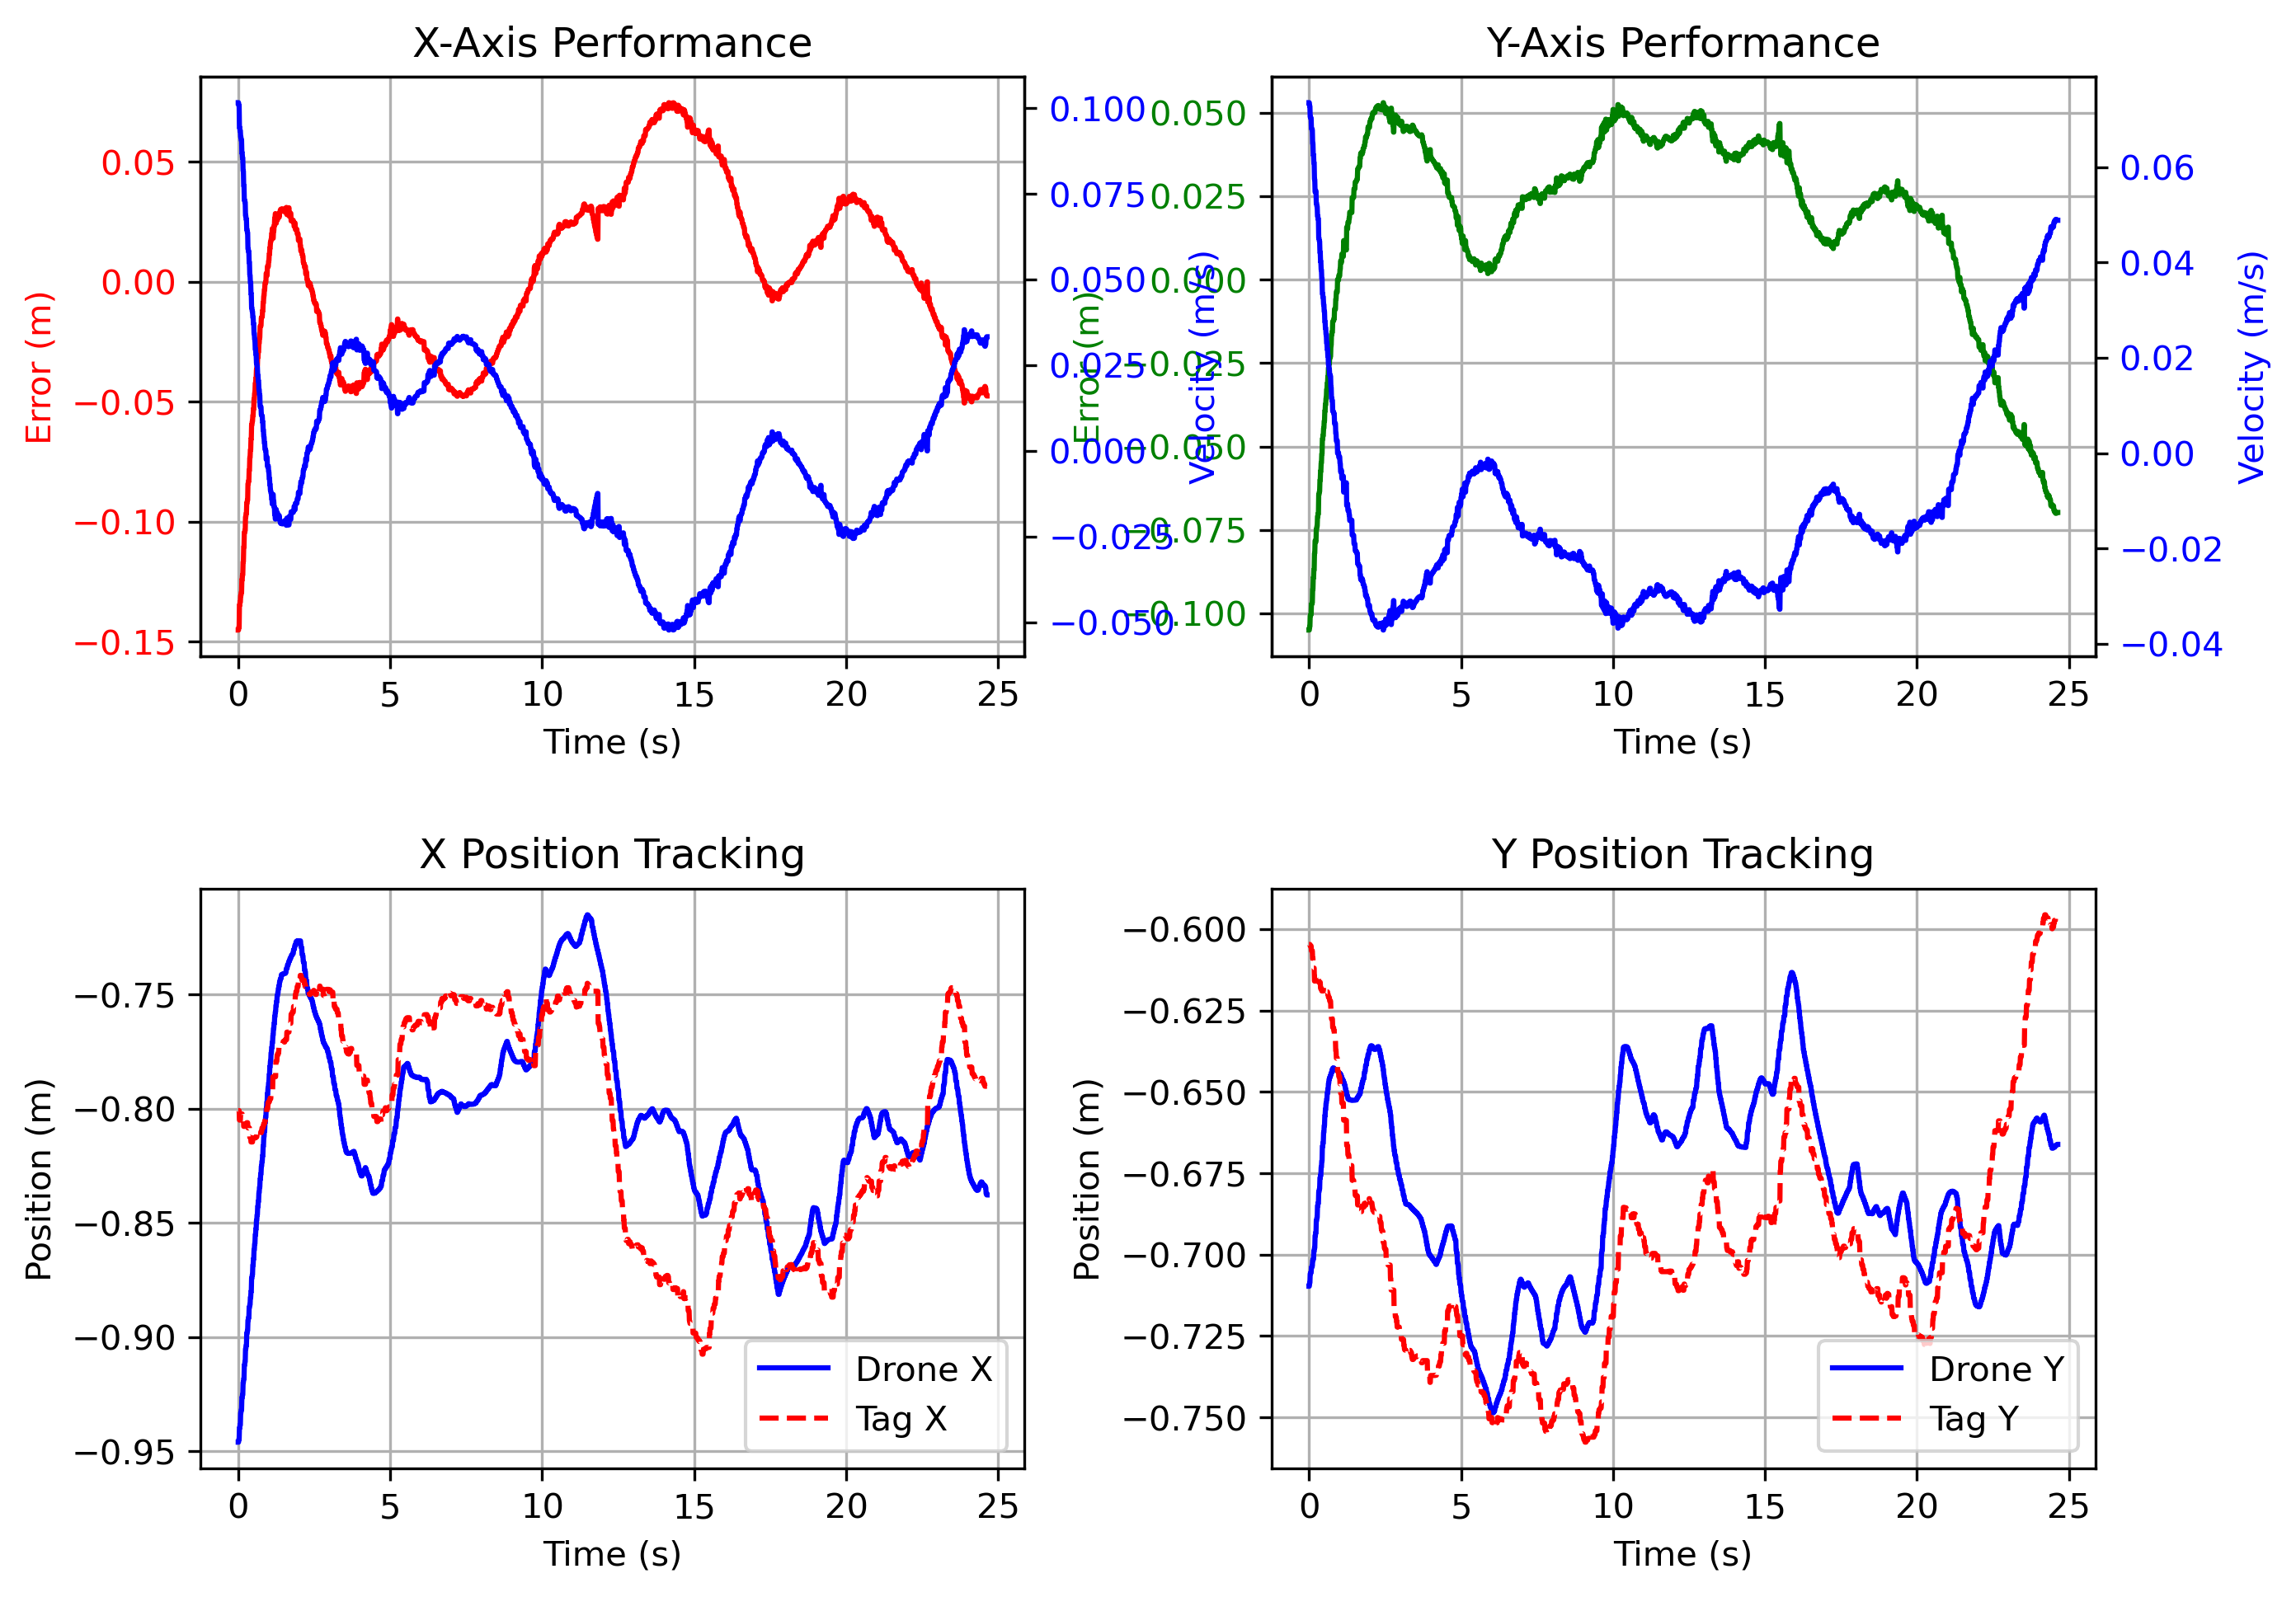 X-Axis Performance
Y-Axis Performance
Error (m)
0.05
0.00
−0.05
−0.10
−0.15
0.100
0.075
0.050
0.025
0.000
−0.025
−0.050
Velocity (m/s)
0 5 10 15 20 25
Time (s)
Error (m)
0.050
0.025
0.000
−0.025
−0.050
−0.075
−0.100
0.06
0.04
0.02
0.00
−0.02
−0.04
Velocity (m/s)
0 5 10 15 20 25
Time (s)
X Position Tracking
Position (m)
−0.75
−0.80
−0.85
−0.90
−0.95
Drone X
Tag X
0 5 10 15 20 25
Time (s)
Y Position Tracking
Position (m)
−0.600
−0.625
−0.650
−0.675
−0.700
−0.725
−0.750
Drone Y
Tag Y
0 5 10 15 20 25
Time (s)